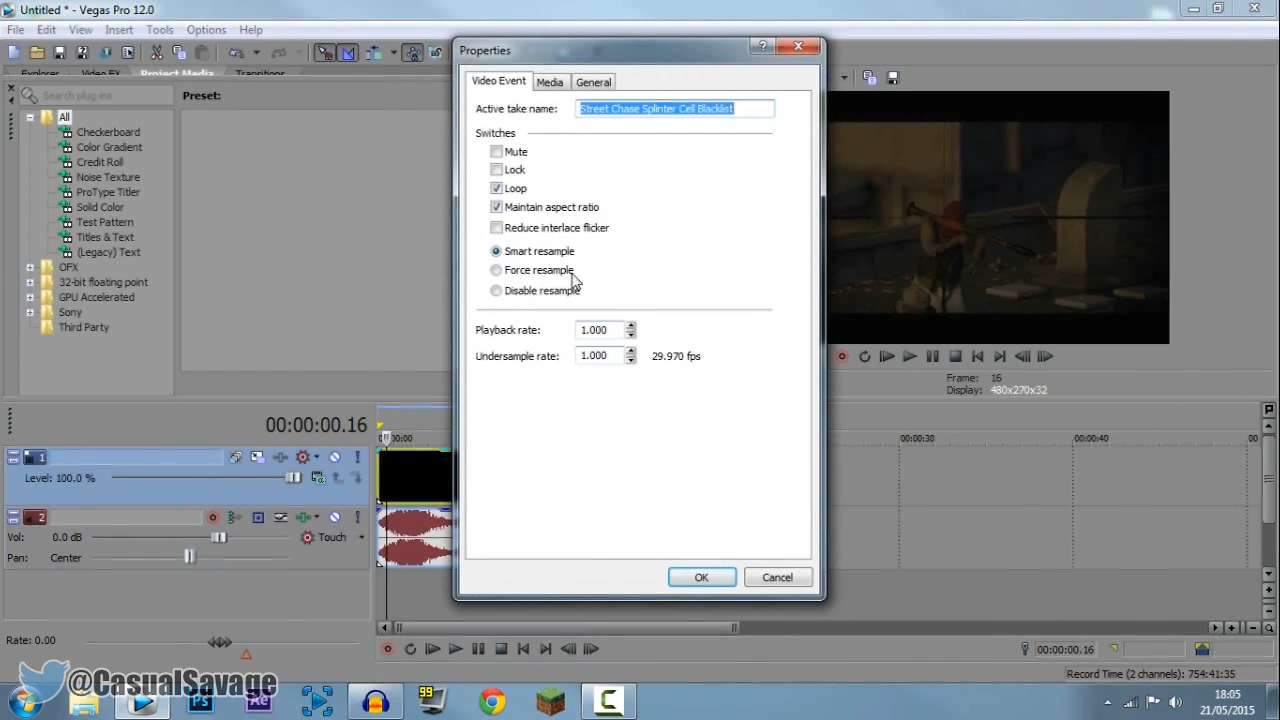 Untitled * - Vegas Pro 12.0
File Edit View Insert Tools Options Help
Explorer Video FX Project Media Transitions
Search plug-ins
Preset:
All
Checkerboard
Color Gradient
Credit Roll
Noise Texture
ProType Titler
Solid Color
Test Pattern
Titles & Text
(Legacy) Text
OFX
32-bit floating point
GPU Accelerated
Sony
Third Party
Properties
Video Event Media General
Active take name: Street Chase Splinter Cell Blacklist
Switches
Mute
Lock
Loop
Maintain aspect ratio
Reduce interlace flicker
Smart resample
Force resample
Disable resample
Playback rate: 1.000
Undersample rate: 1.000 29.970 fps
OK Cancel
Frame: 16
Display: 480x270x32
00:00:00.16
00:00:30 00:00:40 00
1
Level: 100.0 %
2
Vol: 0.0 dB Touch
Pan: Center
Rate: 0.00
00:00:00.16
Record Time (2 channels): 754:41:35
@CasualSavage
Ps Ae 99
18:05
21/05/2015